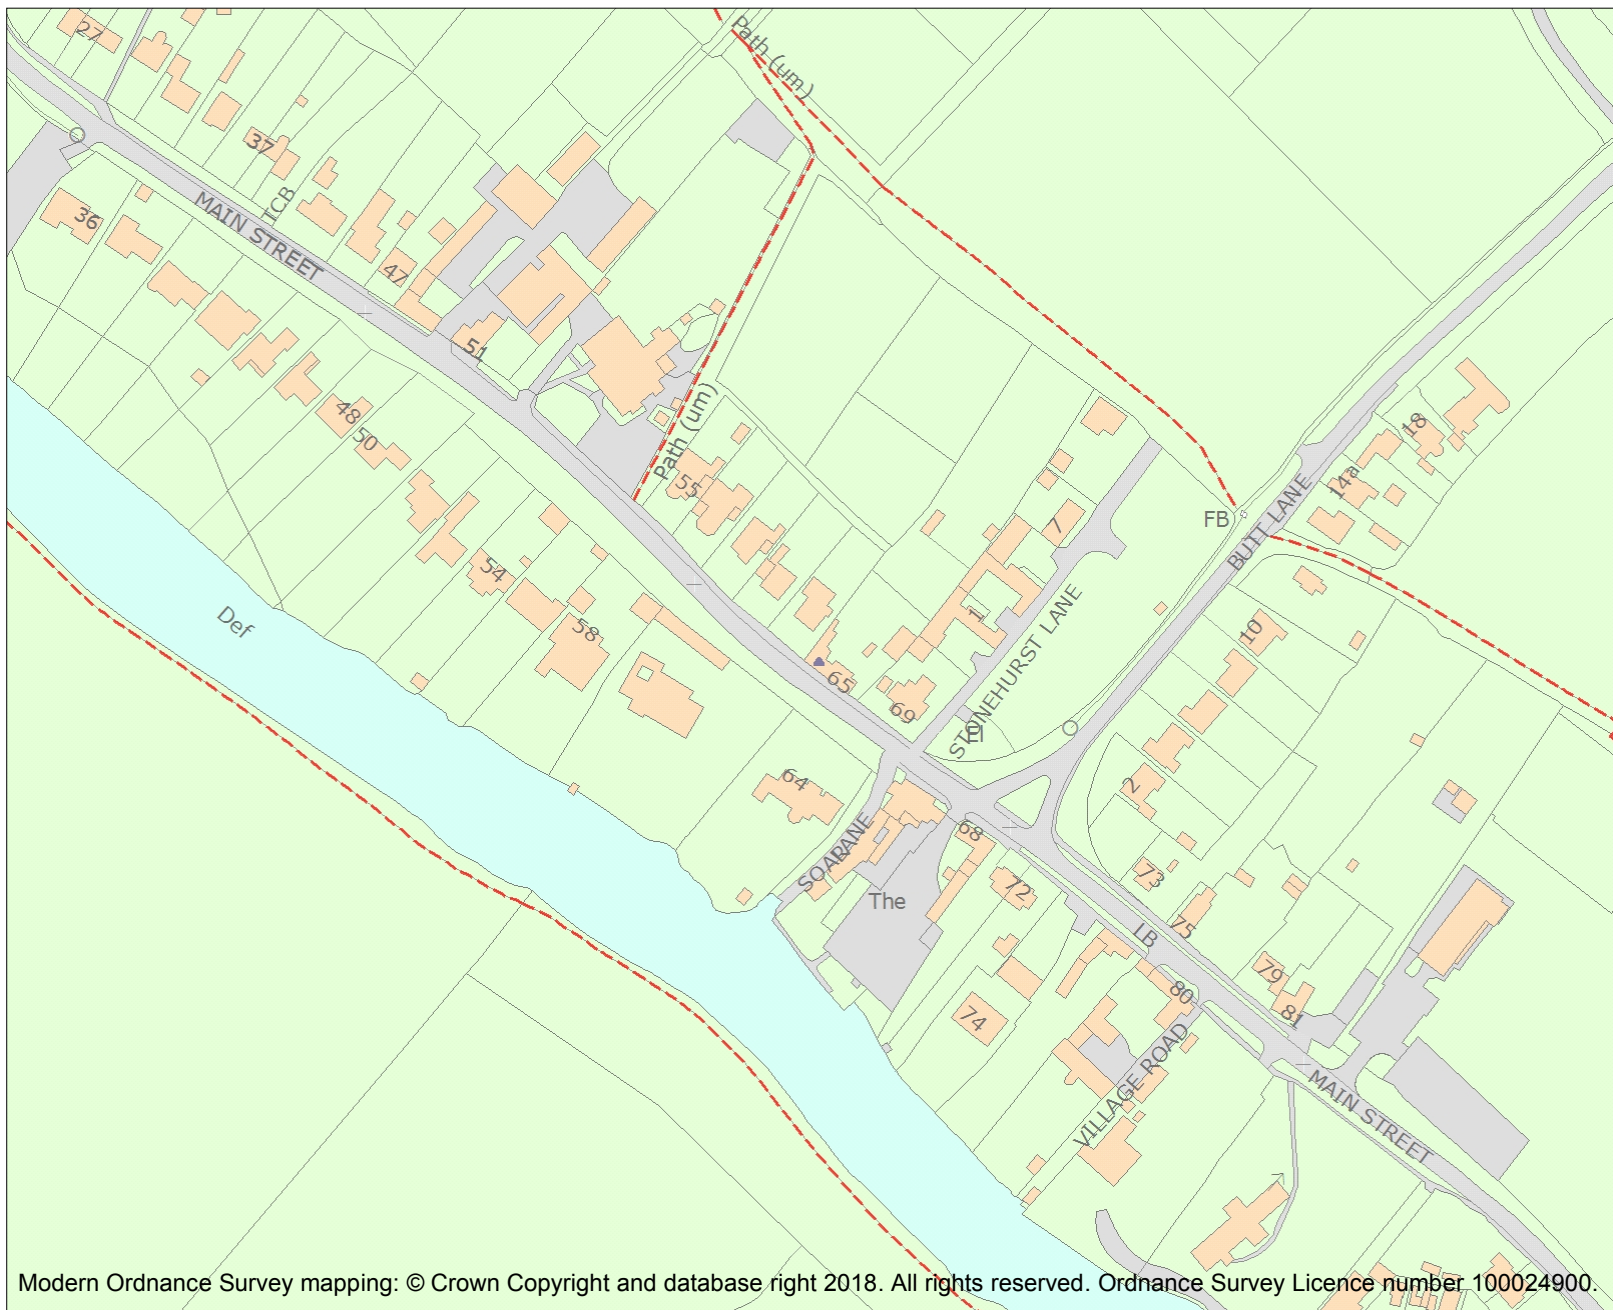 27
Path (um)
37
TCB
MAIN STREET
36
47
51
48
50
Path (um)
55
18
14a
FB
BUTT LANE
7
1
STONEHURST LANE
10
54
Def
58
65
69
El
64
2
68
72
73
75
The
LB
79
80
81
74
VILLAGE ROAD
MAIN STREET
Modern Ordnance Survey mapping: © Crown Copyright and database right 2018. All rights reserved. Ordnance Survey Licence number 100024900.